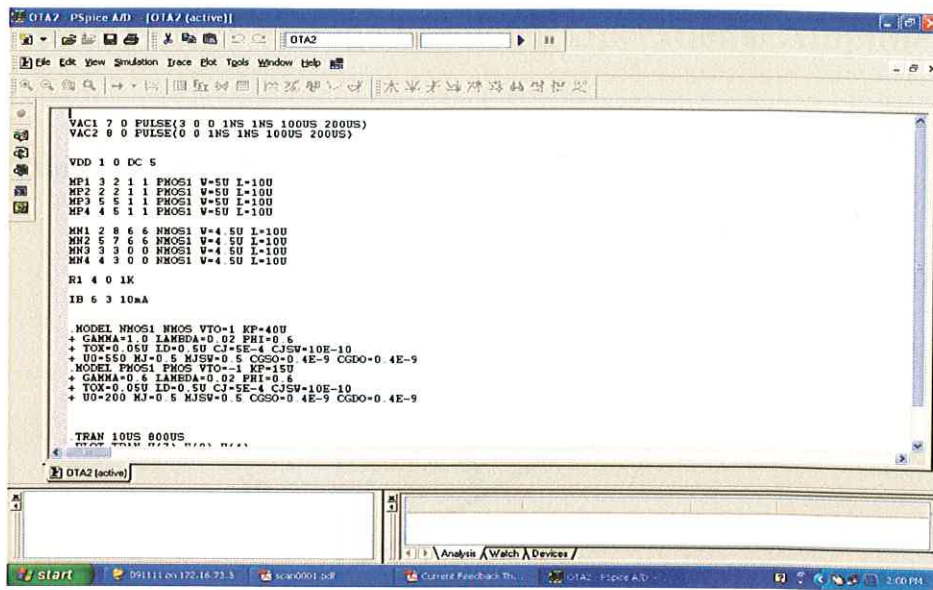 OTA2 - PSpice A/D - [OTA2 (active)]
OTA2
File Edit View Simulation Trace Plot Tools Window Help
VAC1 7 0 PULSE(3 0 0 1NS 1NS 100US 200US)
VAC2 8 0 PULSE(0 0 1NS 1NS 100US 200US)
VDD 1 0 DC 5
MP1 3 2 1 1 PMOS1 W=5U L=10U
MP2 2 2 1 1 PMOS1 W=5U L=10U
MP3 5 5 1 1 PMOS1 W=5U L=10U
MP4 4 5 1 1 PMOS1 W=5U L=10U
MN1 2 8 6 6 NMOS1 W=4.5U L=10U
MN2 5 7 6 6 NMOS1 W=4.5U L=10U
MN3 3 3 0 0 NMOS1 W=4.5U L=10U
MN4 4 3 0 0 NMOS1 W=4.5U L=10U
R1 4 0 1K
IB 6 3 10mA
.MODEL NMOS1 NMOS VTO=1 KP=40U
+ GAMMA=1.0 LAMBDA=0.02 PHI=0.6
+ TOX=0.05U LD=0.5U CJ=5E-4 CJSW=10E-10
+ U0=550 MJ=0.5 MJSW=0.5 CGSO=0.4E-9 CGDO=0.4E-9
.MODEL PMOS1 PMOS VTO=-1 KP=15U
+ GAMMA=0.6 LAMBDA=0.02 PHI=0.6
+ TOX=0.05U LD=0.5U CJ=5E-4 CJSW=10E-10
+ U0=200 MJ=0.5 MJSW=0.5 CGSO=0.4E-9 CGDO=0.4E-9
.TRAN 10US 800US
OTA2 (active)
Analysis Watch Devices
start
091111 on 172.16.73.3
scan0001.pdf
Current Feedback Th...
OTA2 - PSpice A/D -
2:00 PM